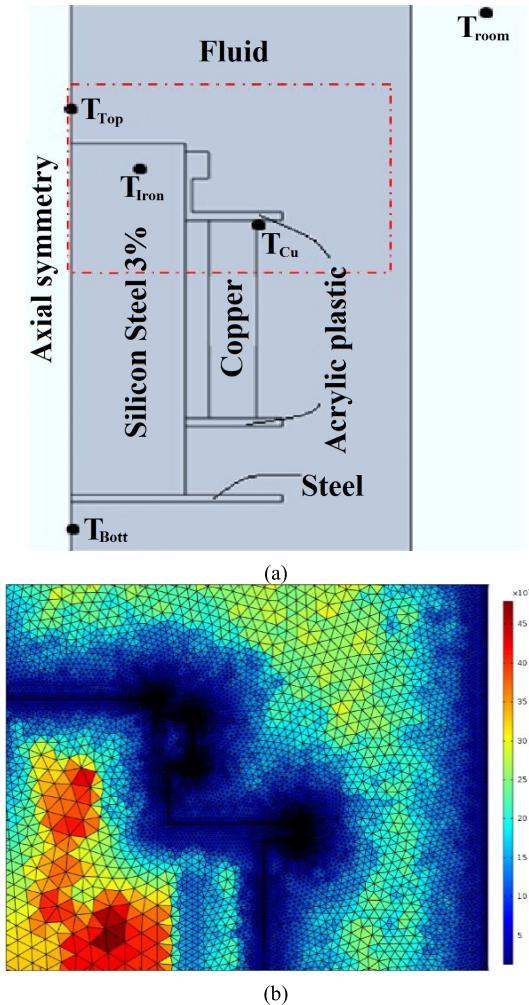 Fluid
T_room
T_Top
T_Iron
T_Cu
Axial symmetry
Silicon Steel 3%
Copper
Acrylic plastic
Steel
T_Bott
(a)
×10
45
40
35
30
25
20
15
10
5
(b)